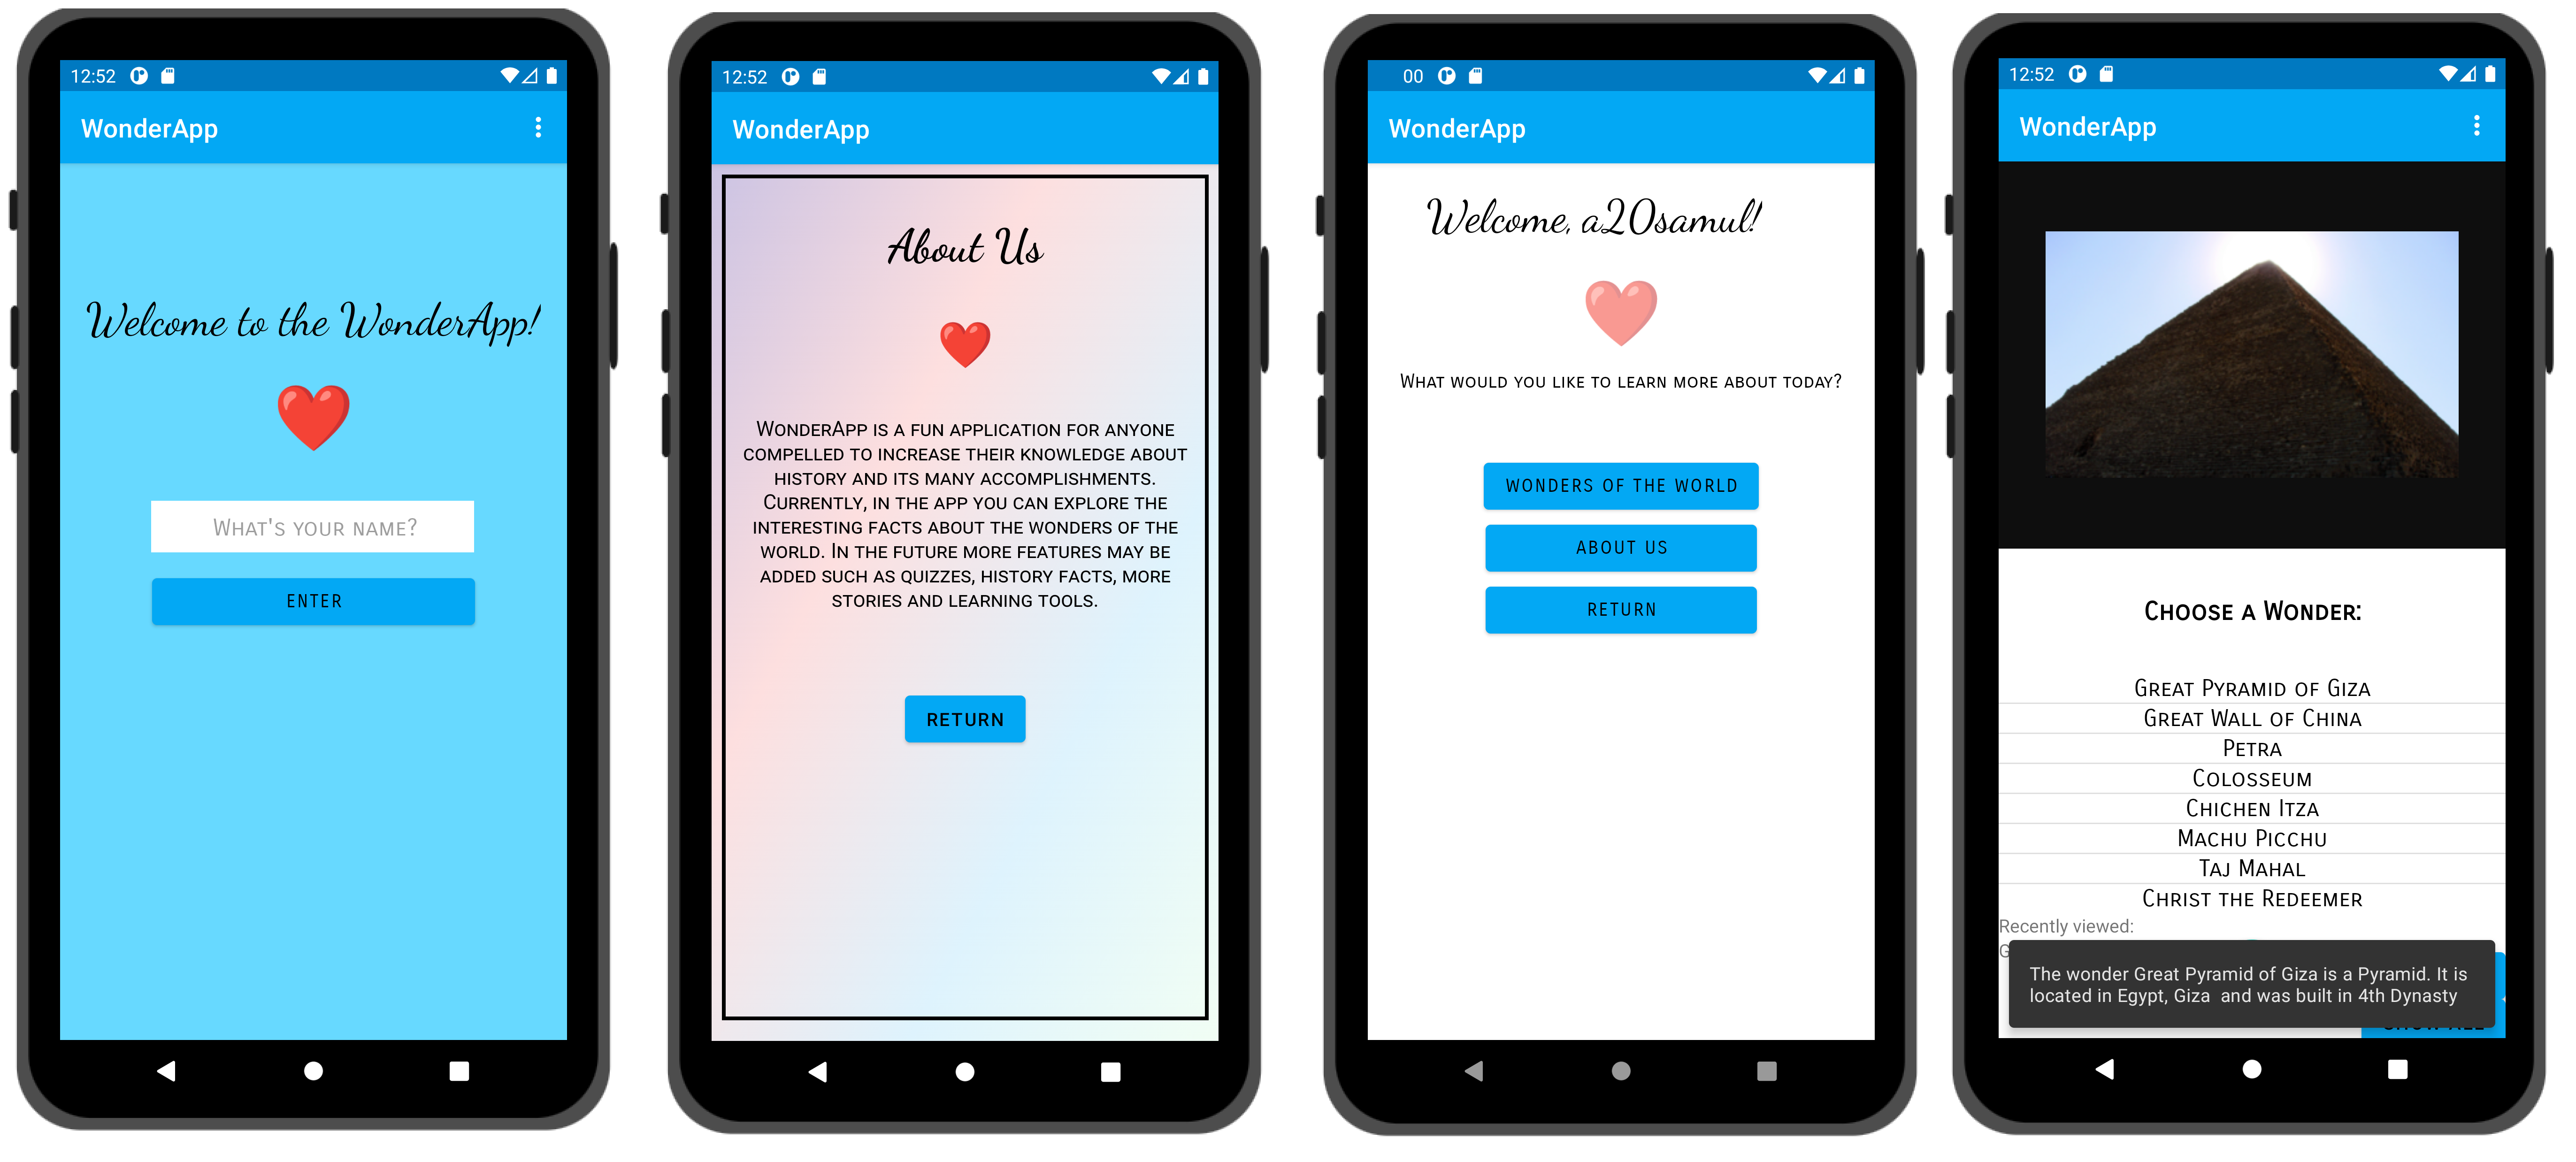 12:52
WonderApp
Welcome to the WonderApp!
What's your name?
ENTER
12:52
WonderApp
About Us
WonderApp is a fun application for anyone
compelled to increase their knowledge about
history and its many accomplishments.
Currently, in the app you can explore the
interesting facts about the wonders of the
world. In the future more features may be
added such as quizzes, history facts, more
stories and learning tools.
RETURN
00
WonderApp
Welcome, a20samul!
What would you like to learn more about today?
WONDERS OF THE WORLD
ABOUT US
RETURN
12:52
WonderApp
Choose a Wonder:
Great Pyramid of Giza
Great Wall of China
Petra
Colosseum
Chichen Itza
Machu Picchu
Taj Mahal
Christ the Redeemer
Recently viewed:
The wonder Great Pyramid of Giza is a Pyramid. It is
located in Egypt, Giza  and was built in 4th Dynasty